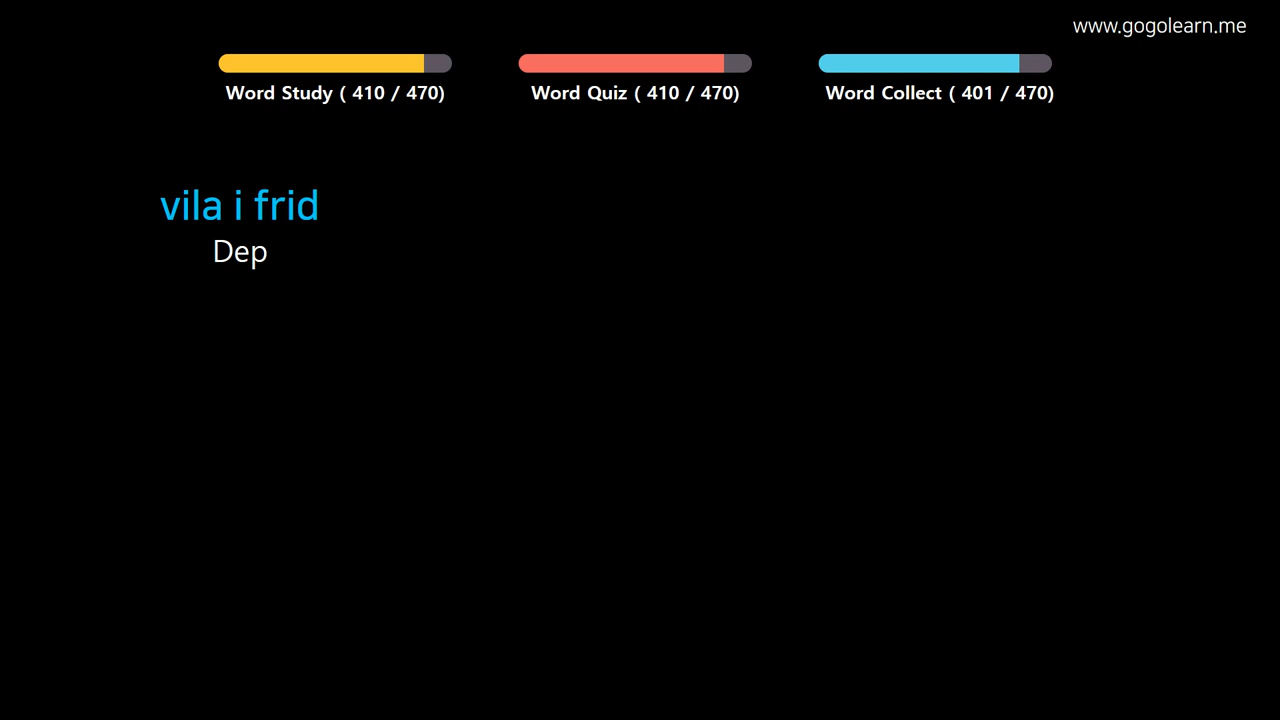 www.gogolearn.me
Word Study ( 410 / 470)
Word Quiz ( 410 / 470)
Word Collect ( 401 / 470)
vila i frid
Dep